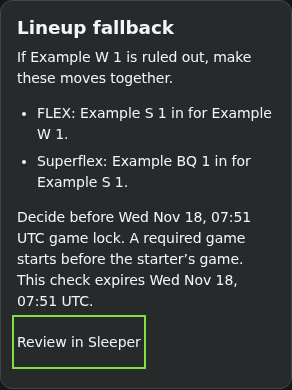 Lineup fallback
If Example W 1 is ruled out, make
these moves together.
• FLEX: Example S 1 in for Example
W 1.
• Superflex: Example BQ 1 in for
Example S 1.
Decide before Wed Nov 18, 07:51
UTC game lock. A required game
starts before the starter’s game.
This check expires Wed Nov 18,
07:51 UTC.
Review in Sleeper